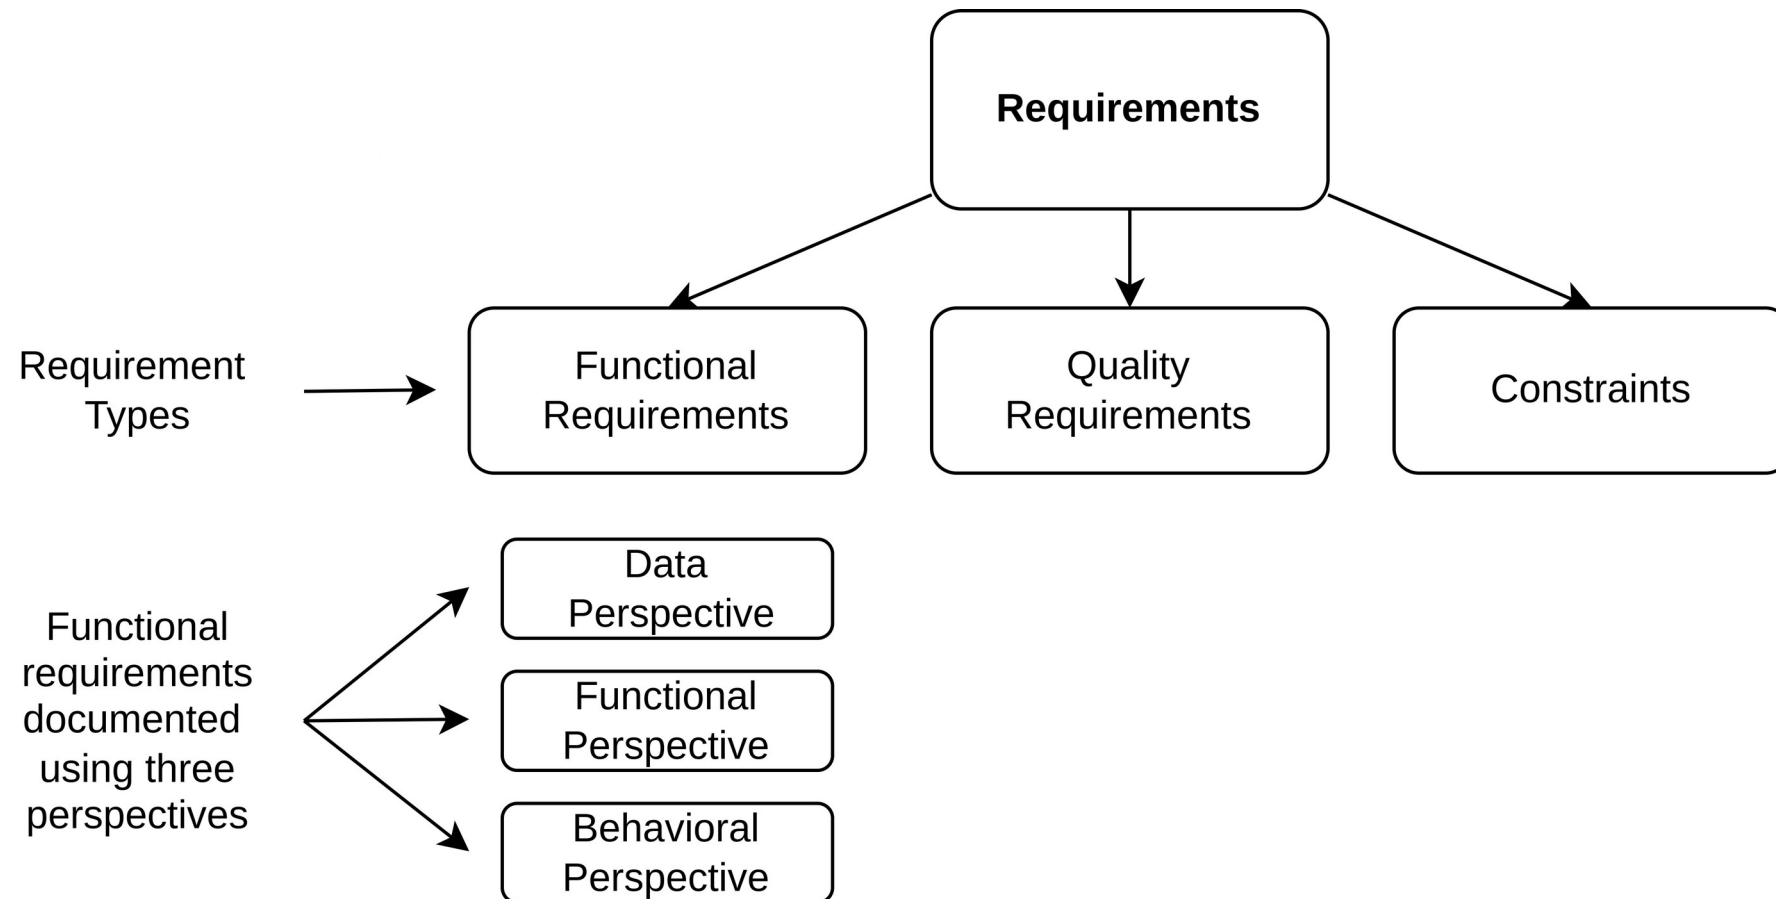 Requirements
Requirement
Types
Functional
Requirements
Quality
Requirements
Constraints
Functional
requirements
documented
using three
perspectives
Data
Perspective
Functional
Perspective
Behavioral
Perspective